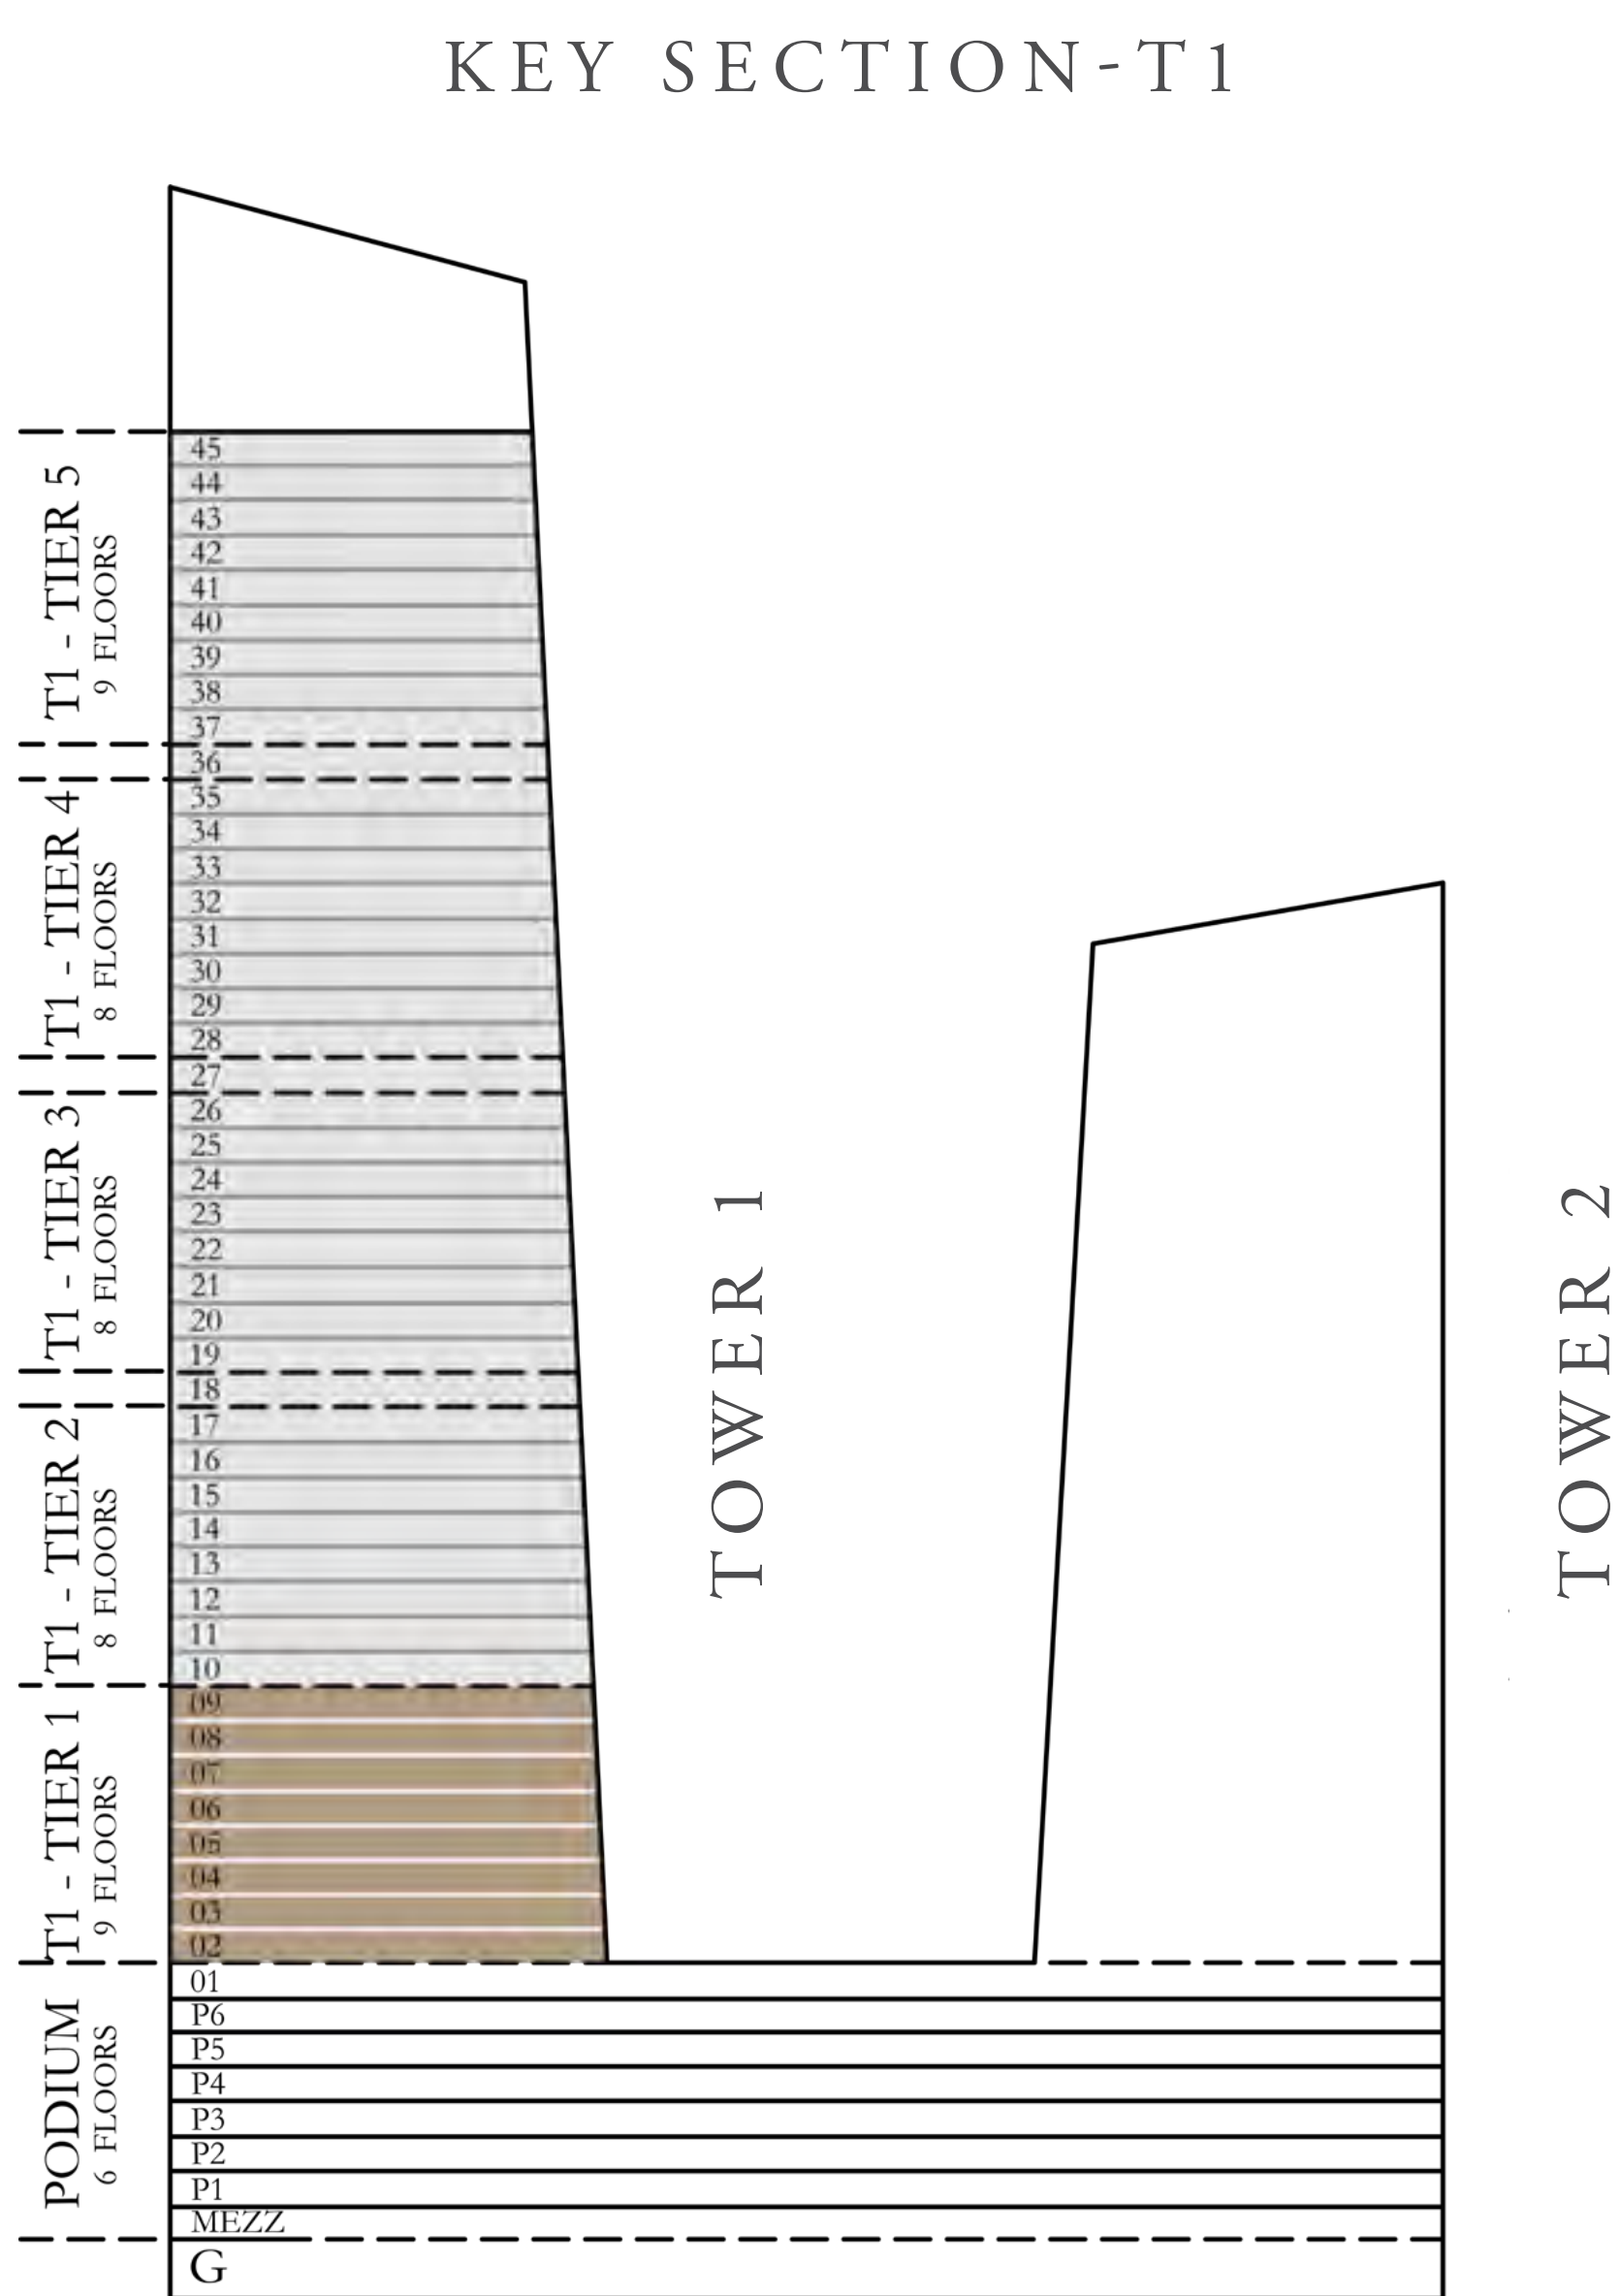 KEY SECTION-T1
T1 - TIER 5
9 FLOORS
45
44
43
42
41
40
39
38
37
36
T1 - TIER 4
8 FLOORS
35
34
33
32
31
30
29
28
27
T1 - TIER 3
8 FLOORS
26
25
24
23
22
21
20
19
18
T1 - TIER 2
8 FLOORS
17
16
15
14
13
12
11
10
T1 - TIER 1
9 FLOORS
09
08
07
06
05
04
03
02
TOWER 1
TOWER 2
PODIUM
6 FLOORS
01
P6
P5
P4
P3
P2
P1
MEZZ
G